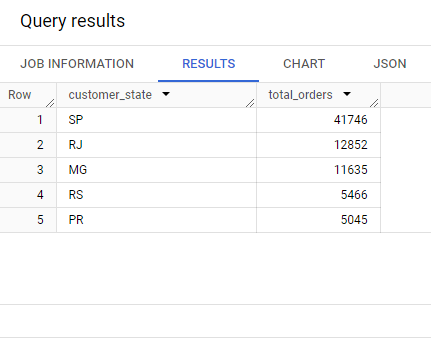 Query results
JOB INFORMATION RESULTS CHART JSON
Row customer_state total_orders
1 SP 41746
2 RJ 12852
3 MG 11635
4 RS 5466
5 PR 5045